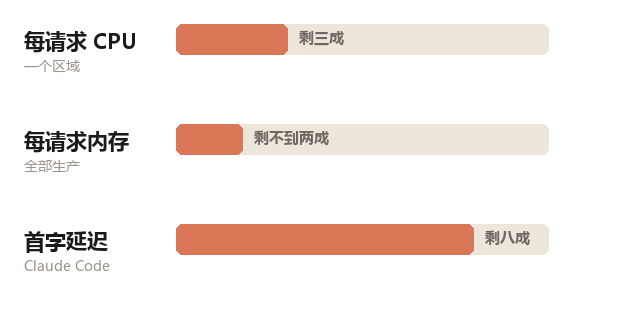 每请求 CPU
剩三成
一个区域
每请求内存
剩不到两成
全部生产
首字延迟
剩八成
Claude Code